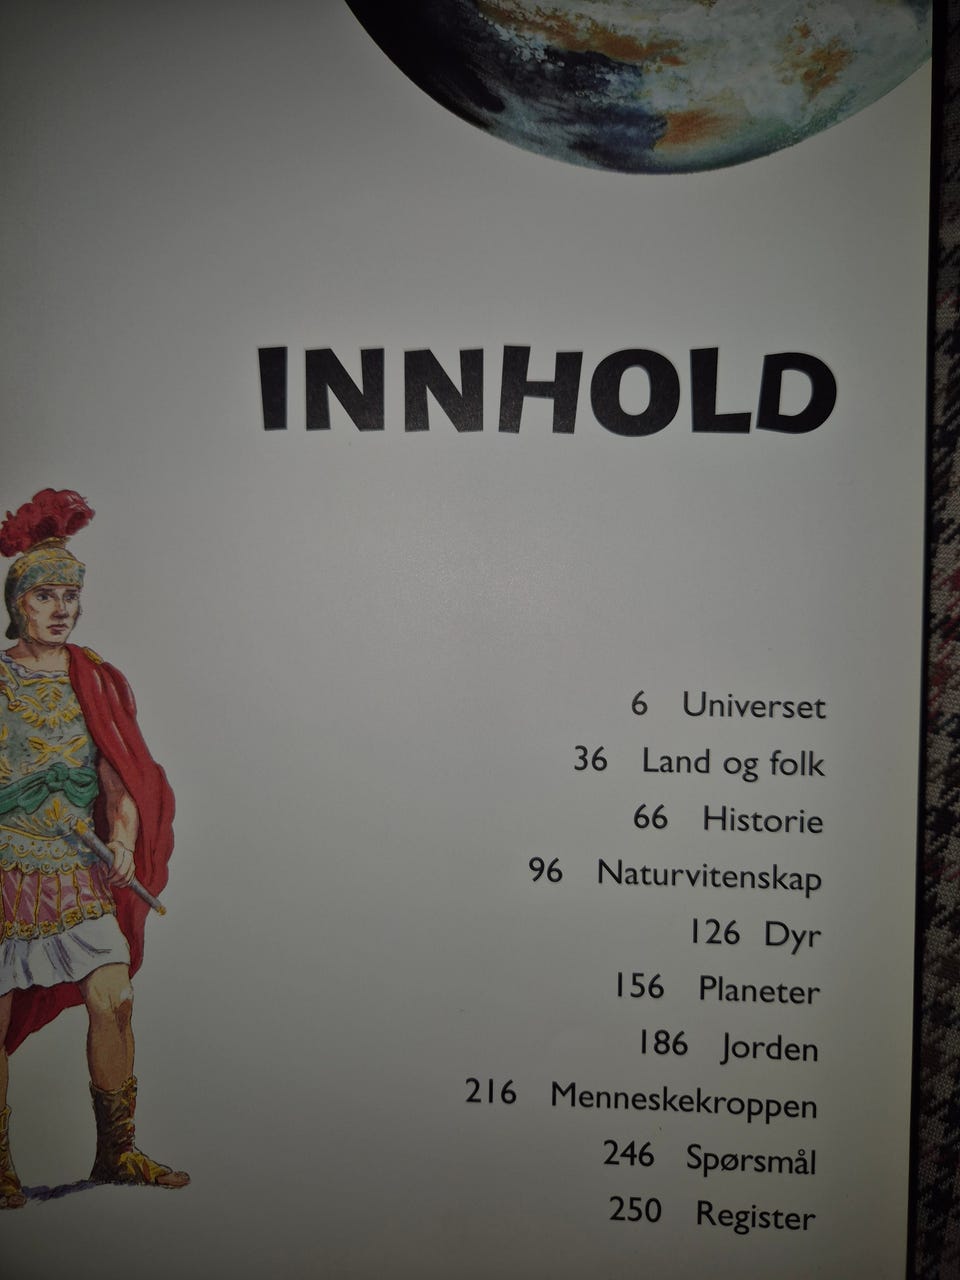 INNHOLD
6 Universet
36 Land og folk
66 Historie
96 Naturvitenskap
126 Dyr
156 Planeter
186 Jorden
216 Menneskekroppen
246 Spørsmål
250 Register